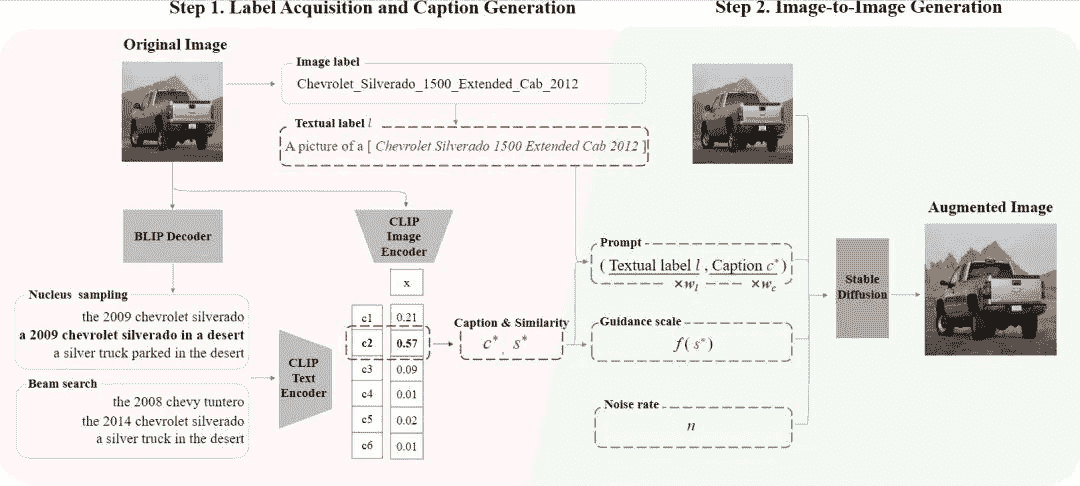 Step 1. Label Acquisition and Caption Generation
Step 2. Image-to-Image Generation
Original Image
Image label
Chevrolet_Silverado_1500_Extended_Cab_2012
Textual label l
A picture of a [ Chevrolet Silverado 1500 Extended Cab 2012 ]
BLIP Decoder
CLIP
Image
Encoder
Nucleus sampling
the 2009 chevrolet silverado
a 2009 chevrolet silverado in a desert
a silver truck parked in the desert
Beam search
the 2008 chevy tuntero
the 2014 chevrolet silverado
a silver truck in the desert
CLIP
Text
Encoder
x
c1 0.21
c2 0.57
c3 0.09
c4 0.01
c5 0.02
c6 0.01
Caption & Similarity
c*, s*
Prompt
( Textual label l , Caption c* )
×wl ×wc
Guidance scale
f( s* )
Noise rate
n
Stable
Diffusion
Augmented Image